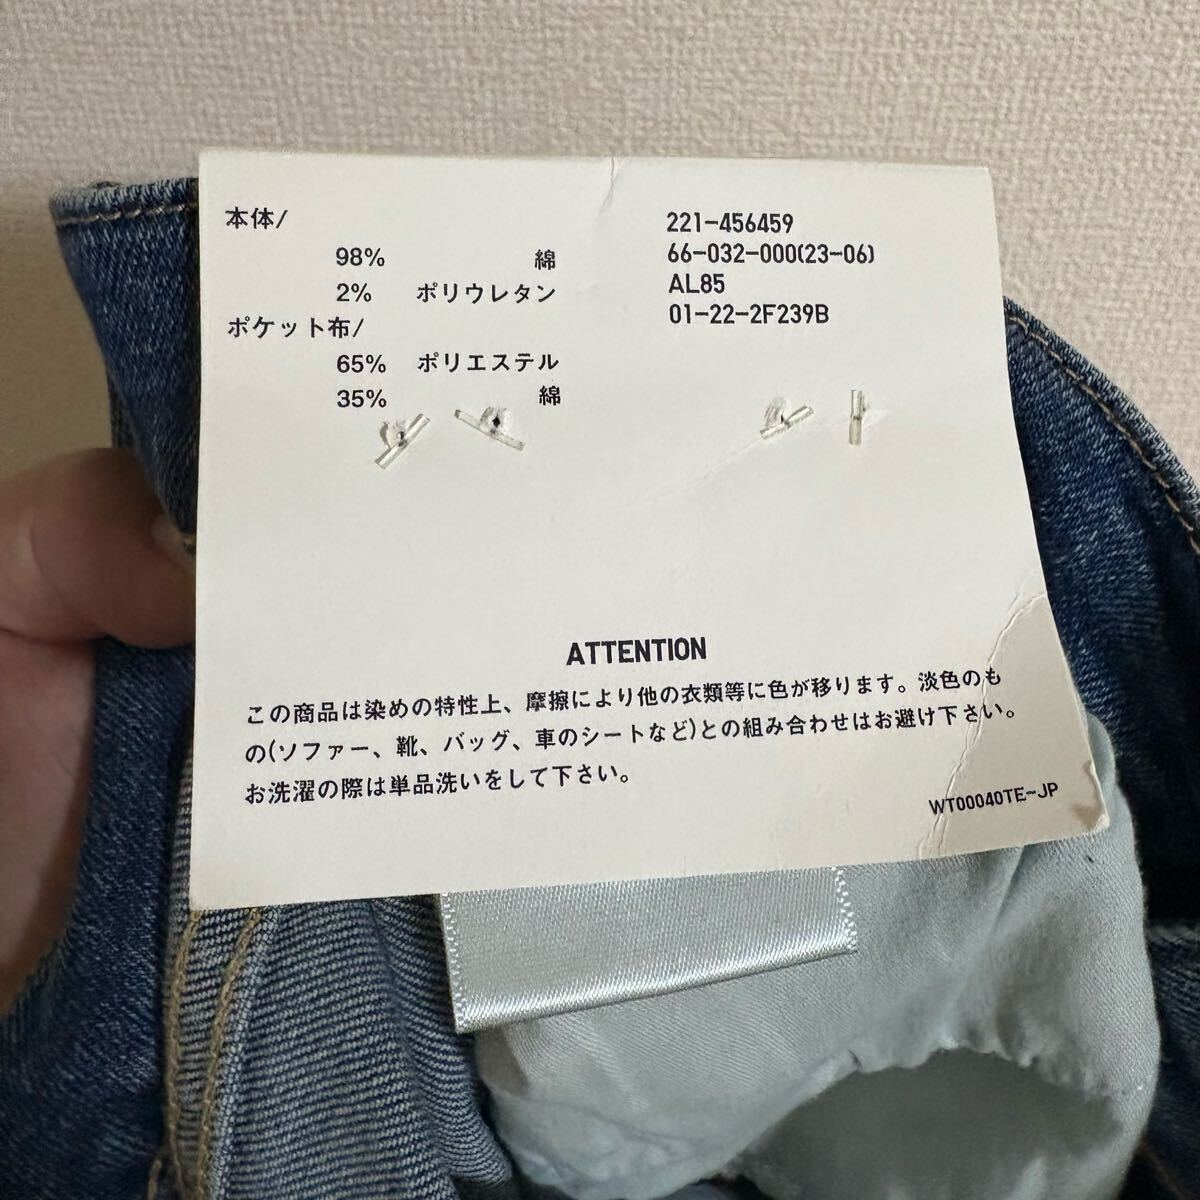 本体/
98% 綿
2% ポリウレタン
ポケット布/
65% ポリエステル
35% 綿
221-456459
66-032-000(23-06)
AL85
01-22-2F239B
ATTENTION
この商品は染めの特性上、摩擦により他の衣類等に色が移ります。淡色のも
の(ソファー、靴、バッグ、車のシートなど)との組み合わせはお避け下さい。
お洗濯の際は単品洗いをして下さい。
WT00040TE-JP